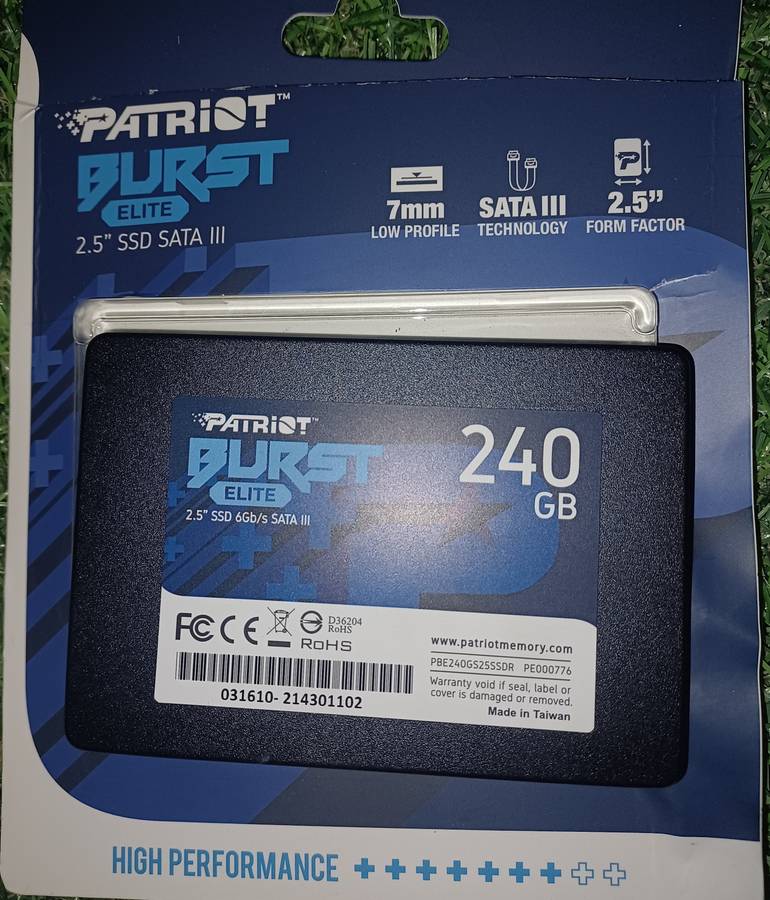 PATRIOT™
BURST
ELITE
2.5” SSD SATA III
7mm
LOW PROFILE
SATA III
TECHNOLOGY
2.5”
FORM FACTOR
PATRIOT™
BURST
ELITE
2.5” SSD 6Gb/s SATA III
240
GB
FC CE
D36204
RoHS
RoHS
031610- 214301102
www.patriotmemory.com
PBE240GS25SSDR PE000776
Warranty void if seal, label or
cover is damaged or removed.
Made in Taiwan
HIGH PERFORMANCE